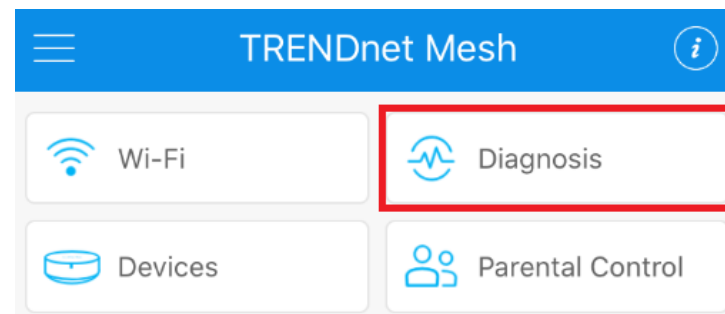 TRENDnet Mesh
Wi-Fi
Diagnosis
Devices
Parental Control